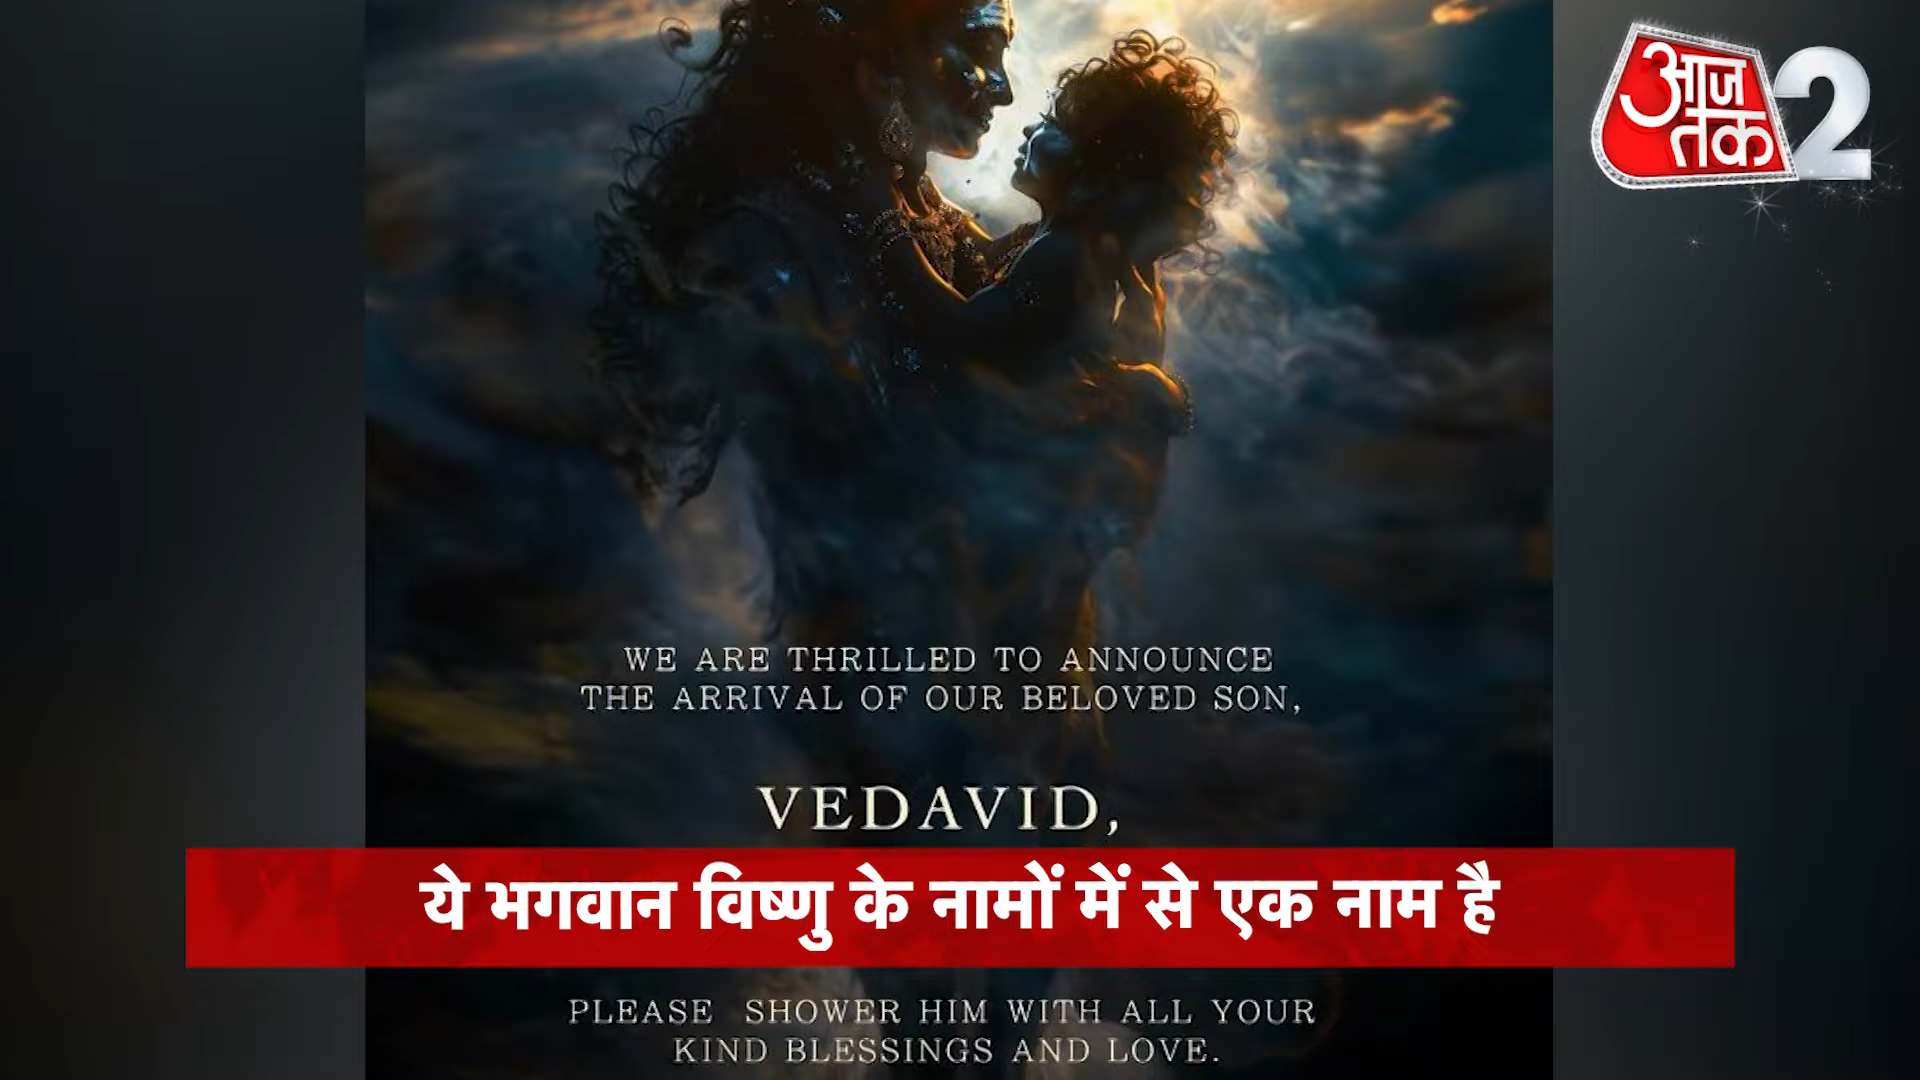 आज
तक 2
WE ARE THRILLED TO ANNOUNCE
THE ARRIVAL OF OUR BELOVED SON,
VEDAVID,
ये भगवान विष्णु के नामों में से एक नाम है
PLEASE SHOWER HIM WITH ALL YOUR
KIND BLESSINGS AND LOVE.